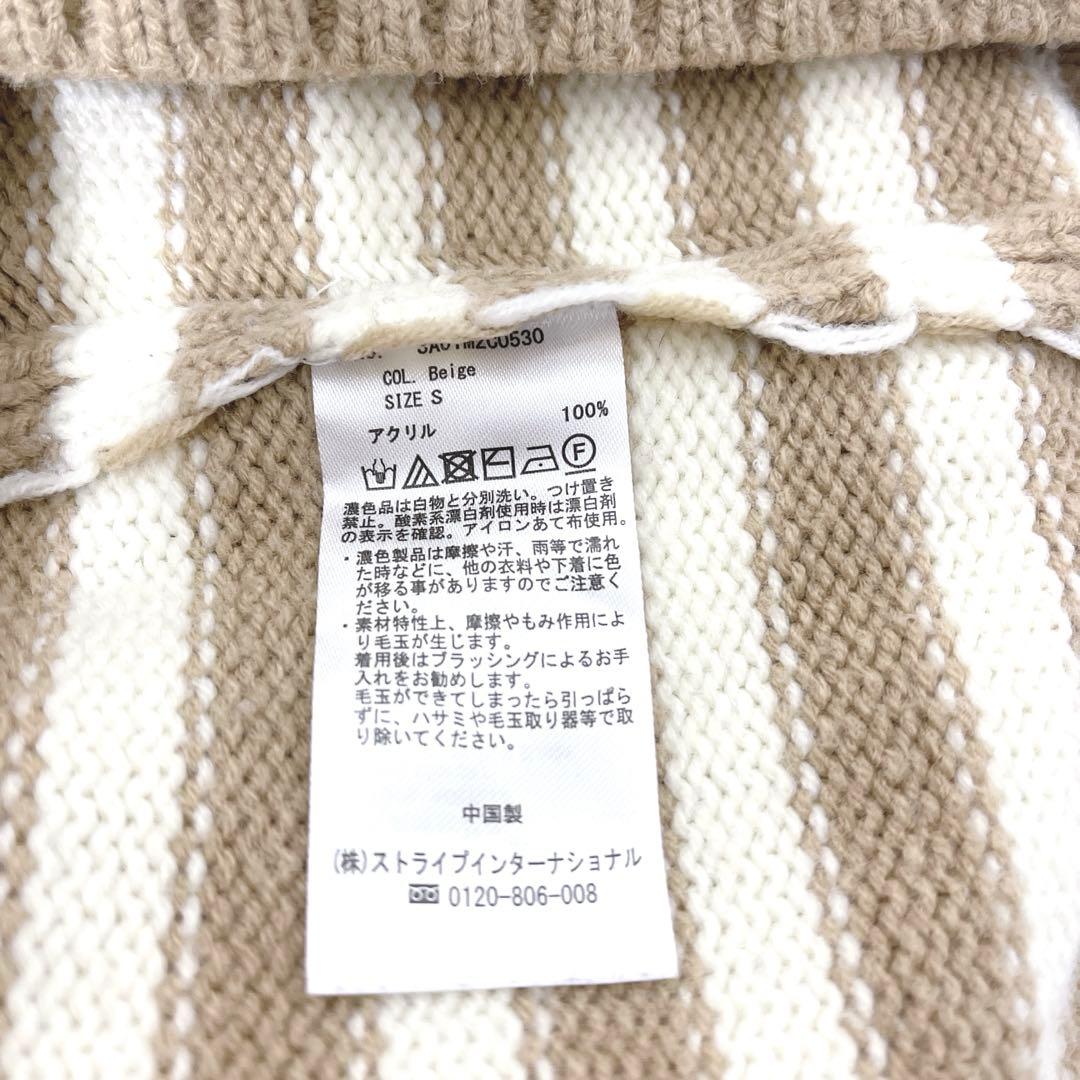 COL. Beige
SIZE S
100%
アクリル
F
濃色品は白物と分別洗い。つけ置き
禁止。酸素系漂白剤使用時は漂白剤
の表示を確認。アイロンあて布使用。
・濃色製品は摩擦や汗、雨等で濡れ
た時などに、他の衣料や下着に色
が移る事がありますのでご注意く
ださい。
・素材特性上、摩擦やもみ作用によ
り毛玉が生じます。
着用後はブラッシングによるお手
入れをお勧めします。
毛玉ができてしまったら引っぱら
ずに、ハサミや毛玉取り器等で取
り除いてください。
中国製
(株)ストライプインターナショナル
0120-806-008